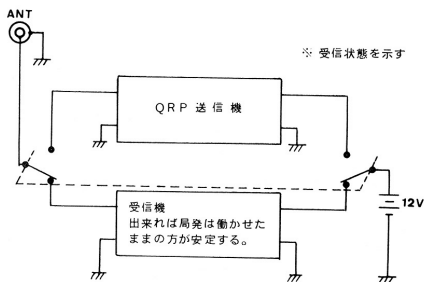 ANT
※ 受信状態を示す
QRP 送信機
受信機
出来れば局発は働かせた
ままの方が安定する。
12V